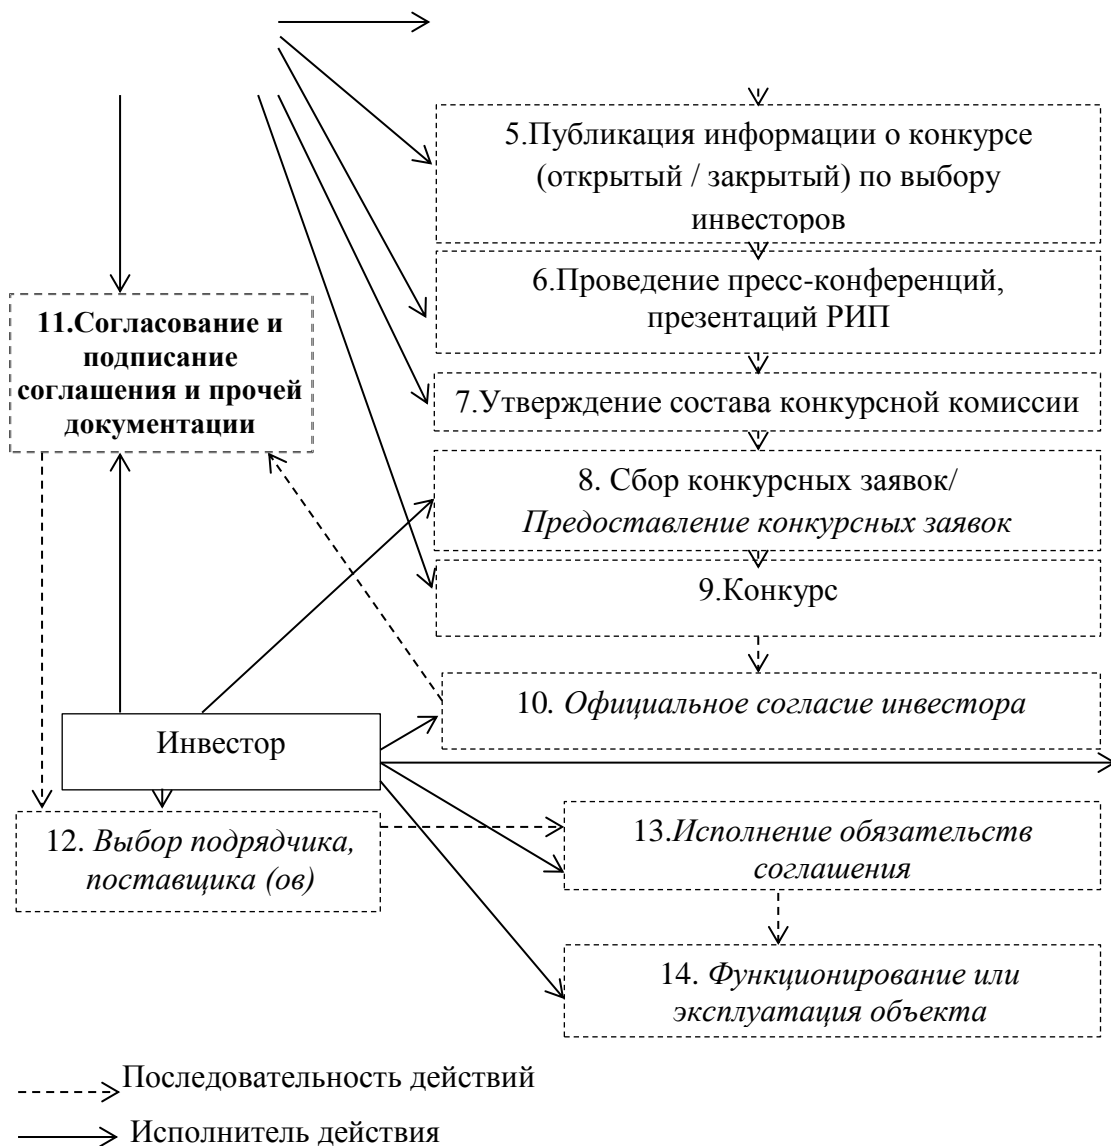 5.Публикация информации о конкурсе
(открытый / закрытый) по выбору
инвесторов
6.Проведение пресс-конференций,
презентаций РИП
11.Согласование и
подписание
соглашения и прочей
документации
7.Утверждение состава конкурсной комиссии
8. Сбор конкурсных заявок/
Предоставление конкурсных заявок
9.Конкурс
10. Официальное согласие инвестора
Инвестор
12. Выбор подрядчика,
поставщика (ов)
13.Исполнение обязательств
соглашения
14. Функционирование или
эксплуатация объекта
Последовательность действий
Исполнитель действия